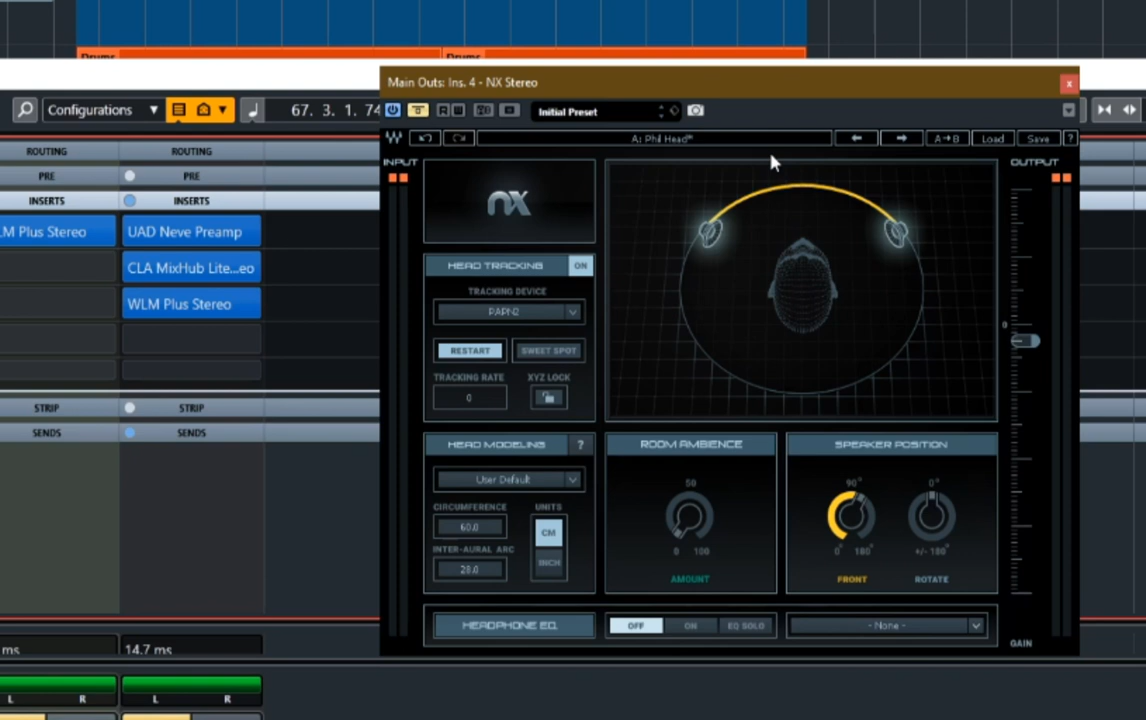 Drums
Drums
Main Outs: Ins. 4 - NX Stereo
x
Configurations
67. 3. 1. 74
R W
Initial Preset
A: Phil Head*
A→B
Load
Save
?
ROUTING
ROUTING
PRE
PRE
INSERTS
INSERTS
LM Plus Stereo
UAD Neve Preamp
CLA MixHub Lite...eo
WLM Plus Stereo
STRIP
STRIP
SENDS
SENDS
ms
14.7 ms
L R
L R
INPUT
nx
HEAD TRACKING
ON
TRACKING DEVICE
PAPN2
RESTART
SWEET SPOT
TRACKING RATE
XYZ LOCK
0
HEAD MODELING
?
User Default
CIRCUMFERENCE
UNITS
60.0
CM
INTER-AURAL ARC
INCH
28.0
ROOM AMBIENCE
50
0 100
AMOUNT
SPEAKER POSITION
90°
0°
0° 180°
+/- 180°
FRONT
ROTATE
HEADPHONE EQ
OFF
ON
EQ SOLO
- None -
OUTPUT
0
GAIN